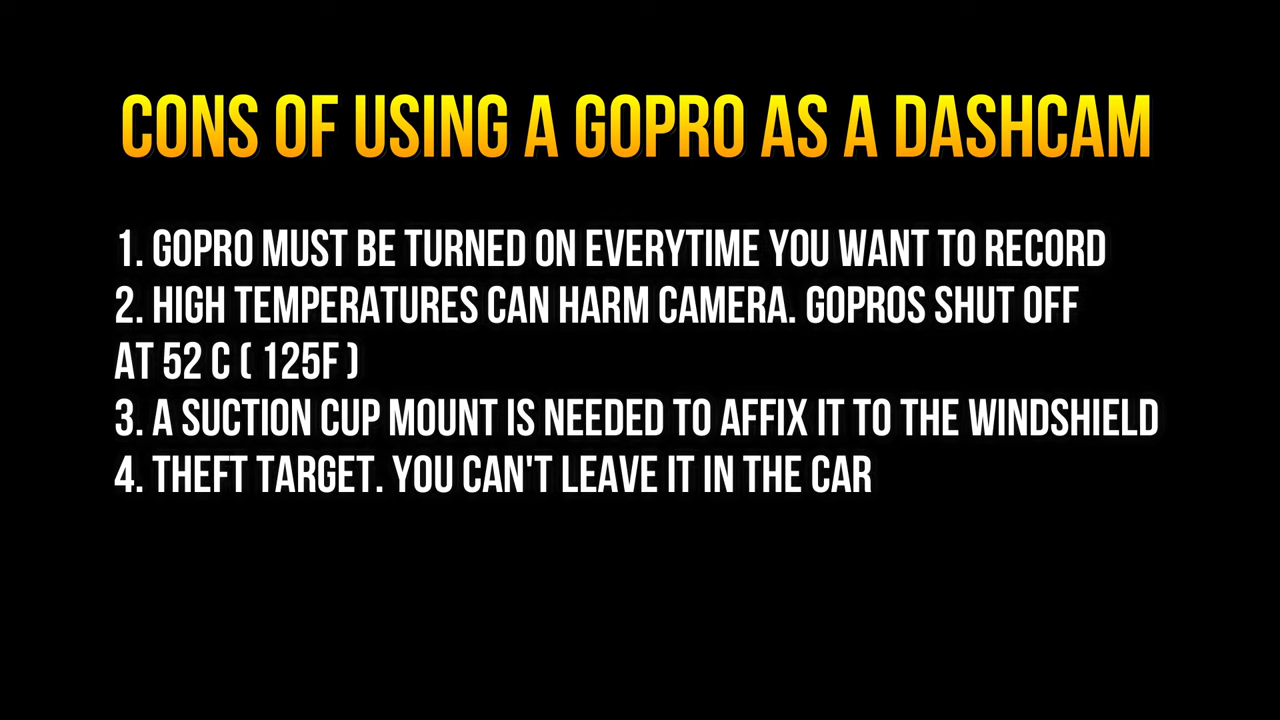 CONS OF USING A GOPRO AS A DASHCAM
1. GOPRO MUST BE TURNED ON EVERYTIME YOU WANT TO RECORD
2. HIGH TEMPERATURES CAN HARM CAMERA. GOPROS SHUT OFF
AT 52 C ( 125F )
3. A SUCTION CUP MOUNT IS NEEDED TO AFFIX IT TO THE WINDSHIELD
4. THEFT TARGET. YOU CAN'T LEAVE IT IN THE CAR